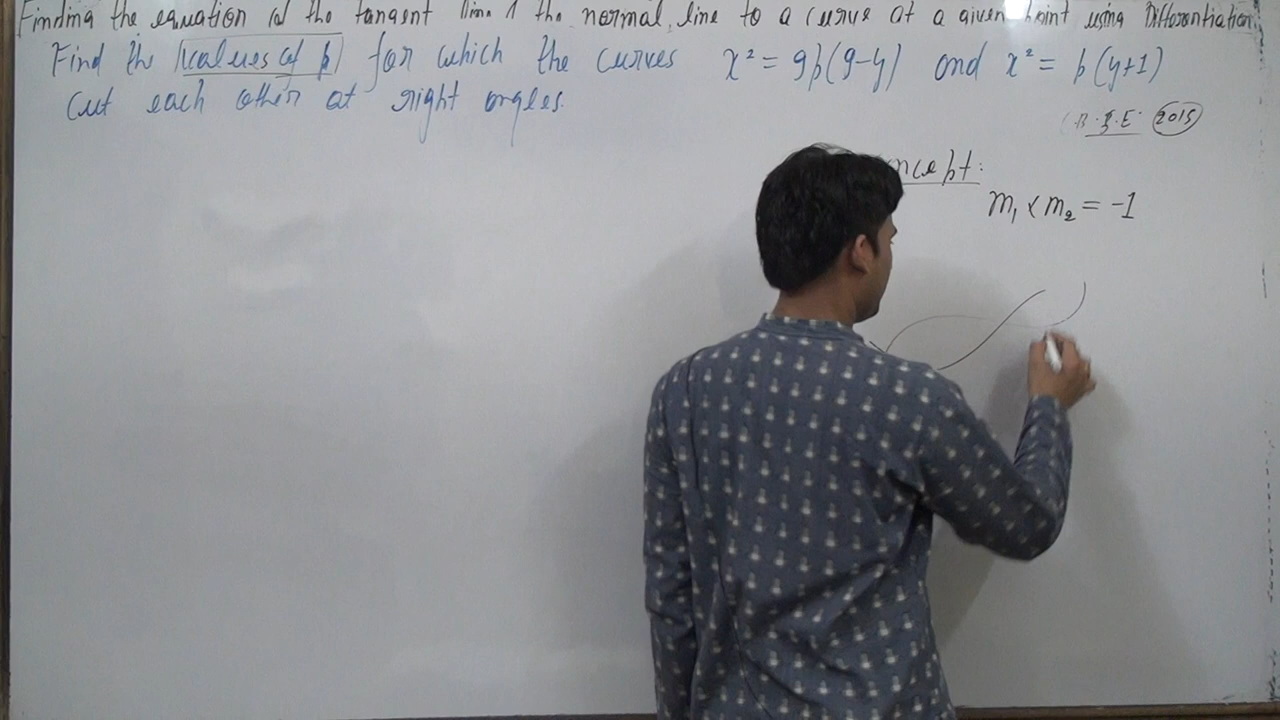 Finding the equation of the tangent line & the normal line to a curve at a given point using Differentiation
Find the values of p for which the curves x² = 9p(9-y) and x² = p(y+1)
cut each other at right angles.
2015
m₁ × m₂ = -1